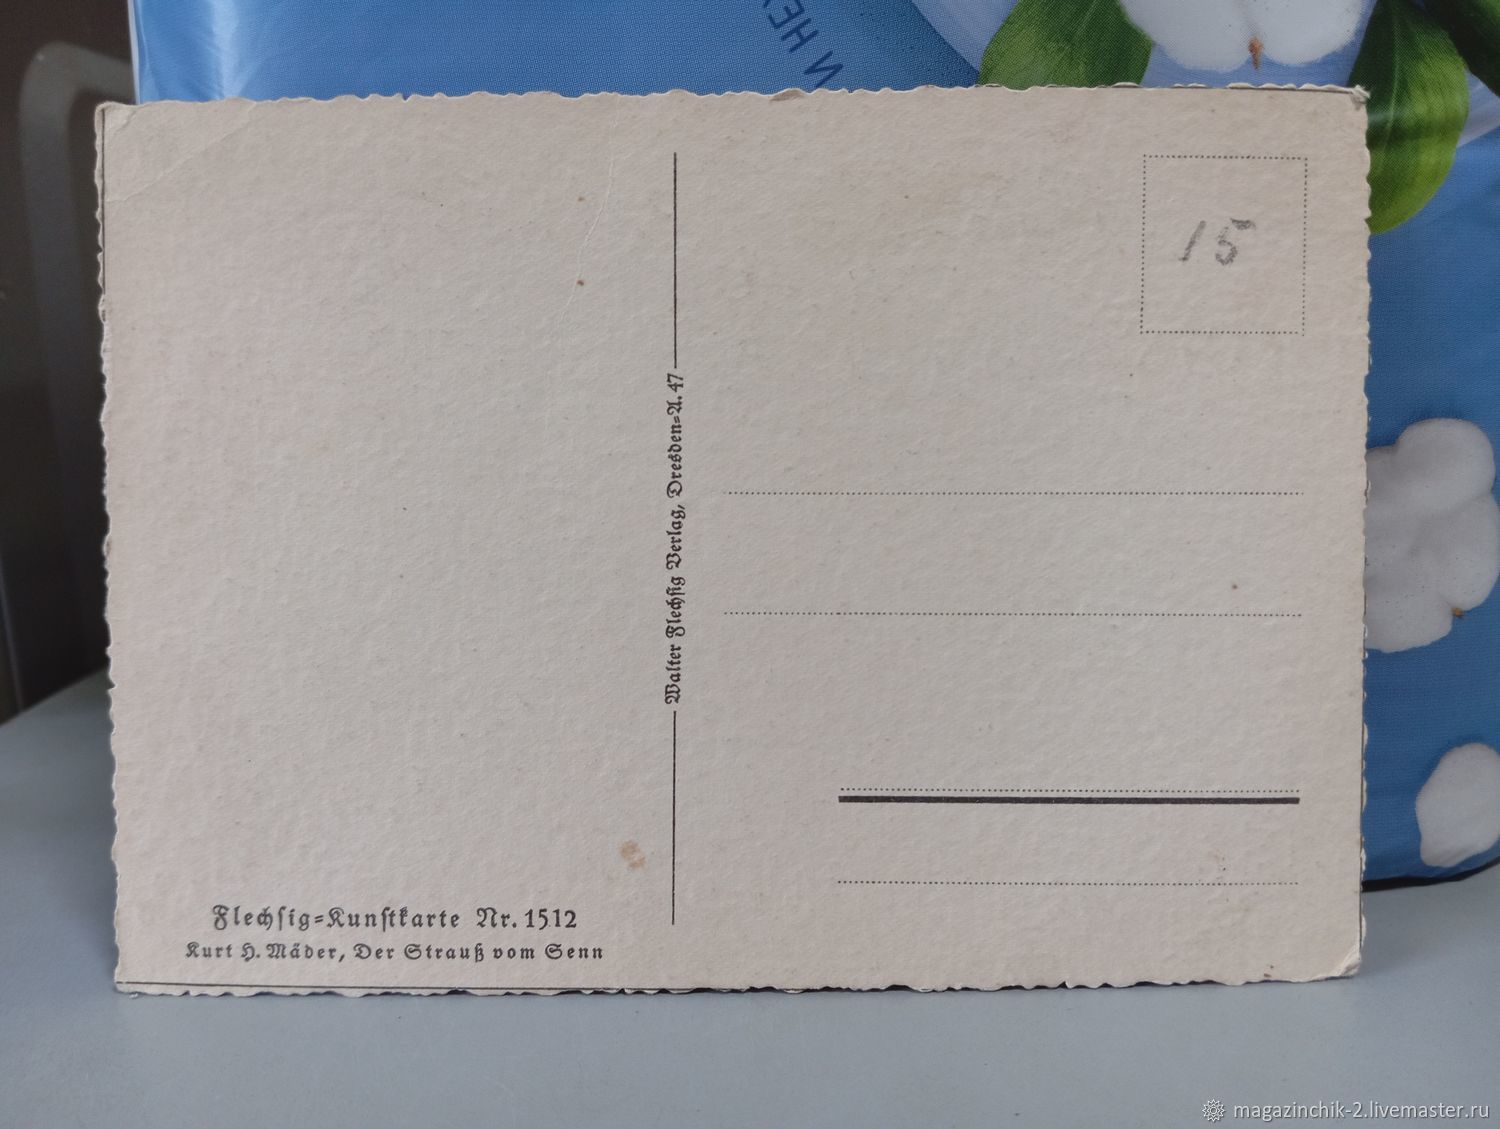 И НЕ
15
Walter Flechsig Verlag, Dresden=A. 47
Flechsig=Kunstkarte Nr. 1512
Kurt H. Mäder, Der Strauß vom Senn
magazinchik-2.livemaster.ru